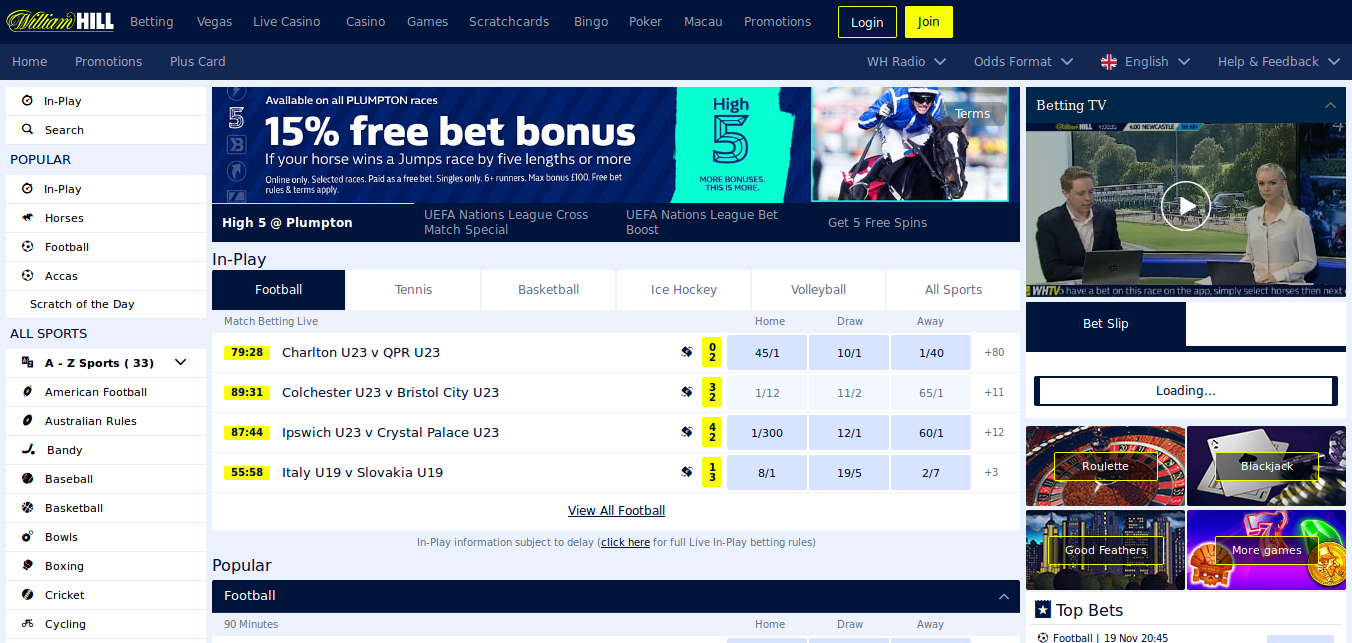 William HILL
Betting
Vegas
Live Casino
Casino
Games
Scratchcards
Bingo
Poker
Macau
Promotions
Login
Join
Home
Promotions
Plus Card
WH Radio
Odds Format
English
Help & Feedback
In-Play
Search
POPULAR
In-Play
Horses
Football
Accas
Scratch of the Day
ALL SPORTS
A - Z Sports ( 33)
American Football
Australian Rules
Bandy
Baseball
Basketball
Bowls
Boxing
Cricket
Cycling
Available on all PLUMPTON races
15% free bet bonus
If your horse wins a Jumps race by five lengths or more
Online only. Selected races. Paid as a free bet. Singles only. 6+ runners. Max bonus £100. Free bet
rules & terms apply.
5
High
5
MORE BONUSES.
THIS IS MORE.
Terms
High 5 @ Plumpton
UEFA Nations League Cross
Match Special
UEFA Nations League Bet
Boost
Get 5 Free Spins
In-Play
Football
Tennis
Basketball
Ice Hockey
Volleyball
All Sports
Match Betting Live Home Draw Away
79:28 Charlton U23 v QPR U23 0 2 45/1 10/1 1/40 +80
89:31 Colchester U23 v Bristol City U23 3 2 1/12 11/2 65/1 +11
87:44 Ipswich U23 v Crystal Palace U23 4 2 1/300 12/1 60/1 +12
55:58 Italy U19 v Slovakia U19 1 3 8/1 19/5 2/7 +3
View All Football
In-Play information subject to delay (click here for full Live In-Play betting rules)
Popular
Football
90 Minutes Home Draw Away
Betting TV
William HILL
4.00 NEWCASTLE
WHTV o have a bet on this race on the app, simply select horses then next
Bet Slip
Loading...
Roulette
Blackjack
Good Feathers
More games
Top Bets
Football | 19 Nov 20:45